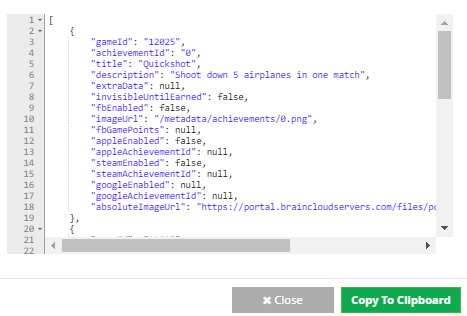 1 [
2 {
3 "gameId": "12025",
4 "achievementId": "0",
5 "title": "Quickshot",
6 "description": "Shoot down 5 airplanes in one match",
7 "extraData": null,
8 "invisibleUntilEarned": false,
9 "fbEnabled": false,
10 "imageUrl": "/metadata/achievements/0.png",
11 "fbGamePoints": null,
12 "appleEnabled": false,
13 "appleAchievementId": null,
14 "steamEnabled": false,
15 "steamAchievementId": null,
16 "googleEnabled": null,
17 "googleAchievementId": null,
18 "absoluteImageUrl": "https://portal.braincloudservers.com/files/po
19 },
20 {
21
22
✖ Close
Copy To Clipboard